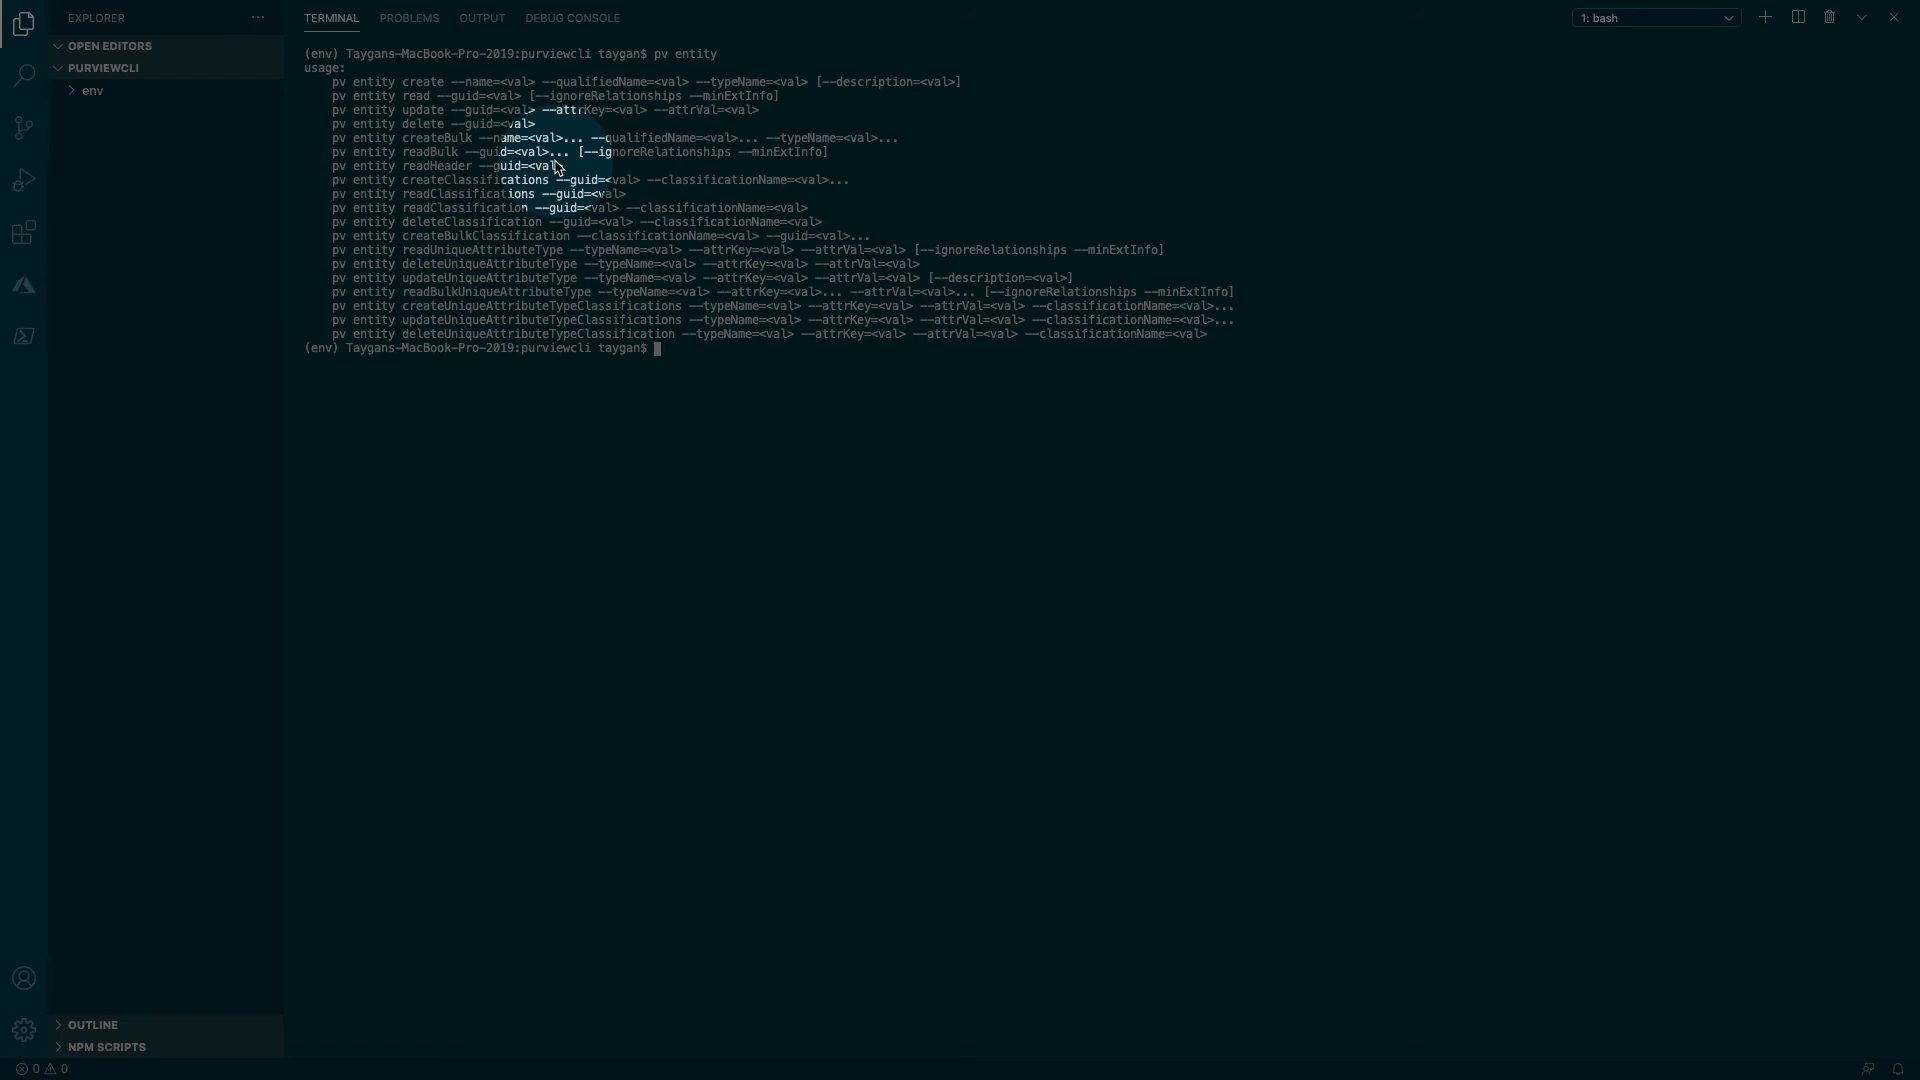 EXPLORER
TERMINAL PROBLEMS OUTPUT DEBUG CONSOLE
1: bash
OPEN EDITORS
PURVIEWCLI
env
(env) Taygans-MacBook-Pro-2019:purviewcli taygan$ pv entity
usage:
pv entity create --name=<val> --qualifiedName=<val> --typeName=<val> [--description=<val>]
pv entity read --guid=<val> [--ignoreRelationships --minExtInfo]
pv entity update --guid=<val> --attrKey=<val> --attrVal=<val>
pv entity delete --guid=<val>
pv entity createBulk --name=<val>... --qualifiedName=<val>... --typeName=<val>...
pv entity readBulk --guid=<val>... [--ignoreRelationships --minExtInfo]
pv entity readHeader --guid=<val>
pv entity createClassifications --guid=<val> --classificationName=<val>...
pv entity readClassifications --guid=<val>
pv entity readClassification --guid=<val> --classificationName=<val>
pv entity deleteClassification --guid=<val> --classificationName=<val>
pv entity createBulkClassification --classificationName=<val> --guid=<val>...
pv entity readUniqueAttributeType --typeName=<val> --attrKey=<val> --attrVal=<val> [--ignoreRelationships --minExtInfo]
pv entity deleteUniqueAttributeType --typeName=<val> --attrKey=<val> --attrVal=<val>
pv entity updateUniqueAttributeType --typeName=<val> --attrKey=<val> --attrVal=<val> [--description=<val>]
pv entity readBulkUniqueAttributeType --typeName=<val> --attrKey=<val>... --attrVal=<val>... [--ignoreRelationships --minExtInfo]
pv entity createUniqueAttributeTypeClassifications --typeName=<val> --attrKey=<val> --attrVal=<val> --classificationName=<val>...
pv entity updateUniqueAttributeTypeClassifications --typeName=<val> --attrKey=<val> --attrVal=<val> --classificationName=<val>...
pv entity deleteUniqueAttributeTypeClassification --typeName=<val> --attrKey=<val> --attrVal=<val> --classificationName=<val>
(env) Taygans-MacBook-Pro-2019:purviewcli taygan$
OUTLINE
NPM SCRIPTS
0 0